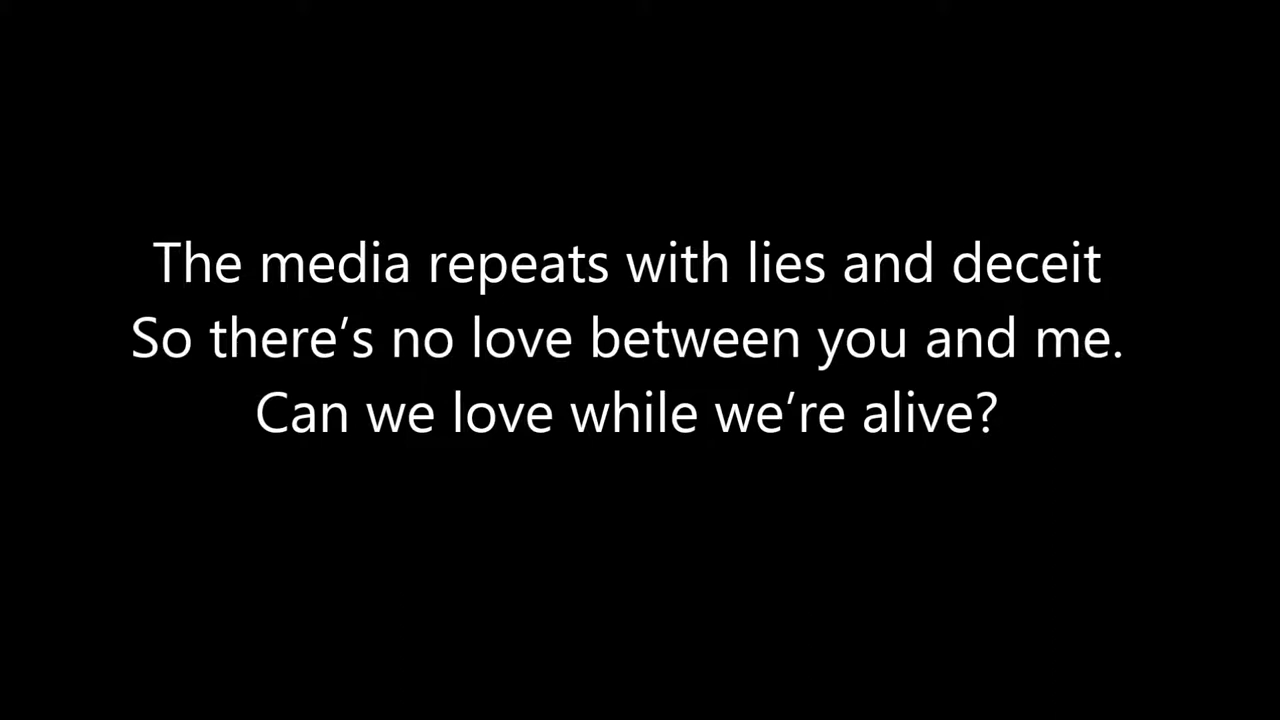 The media repeats with lies and deceit
So there’s no love between you and me.
Can we love while we’re alive?